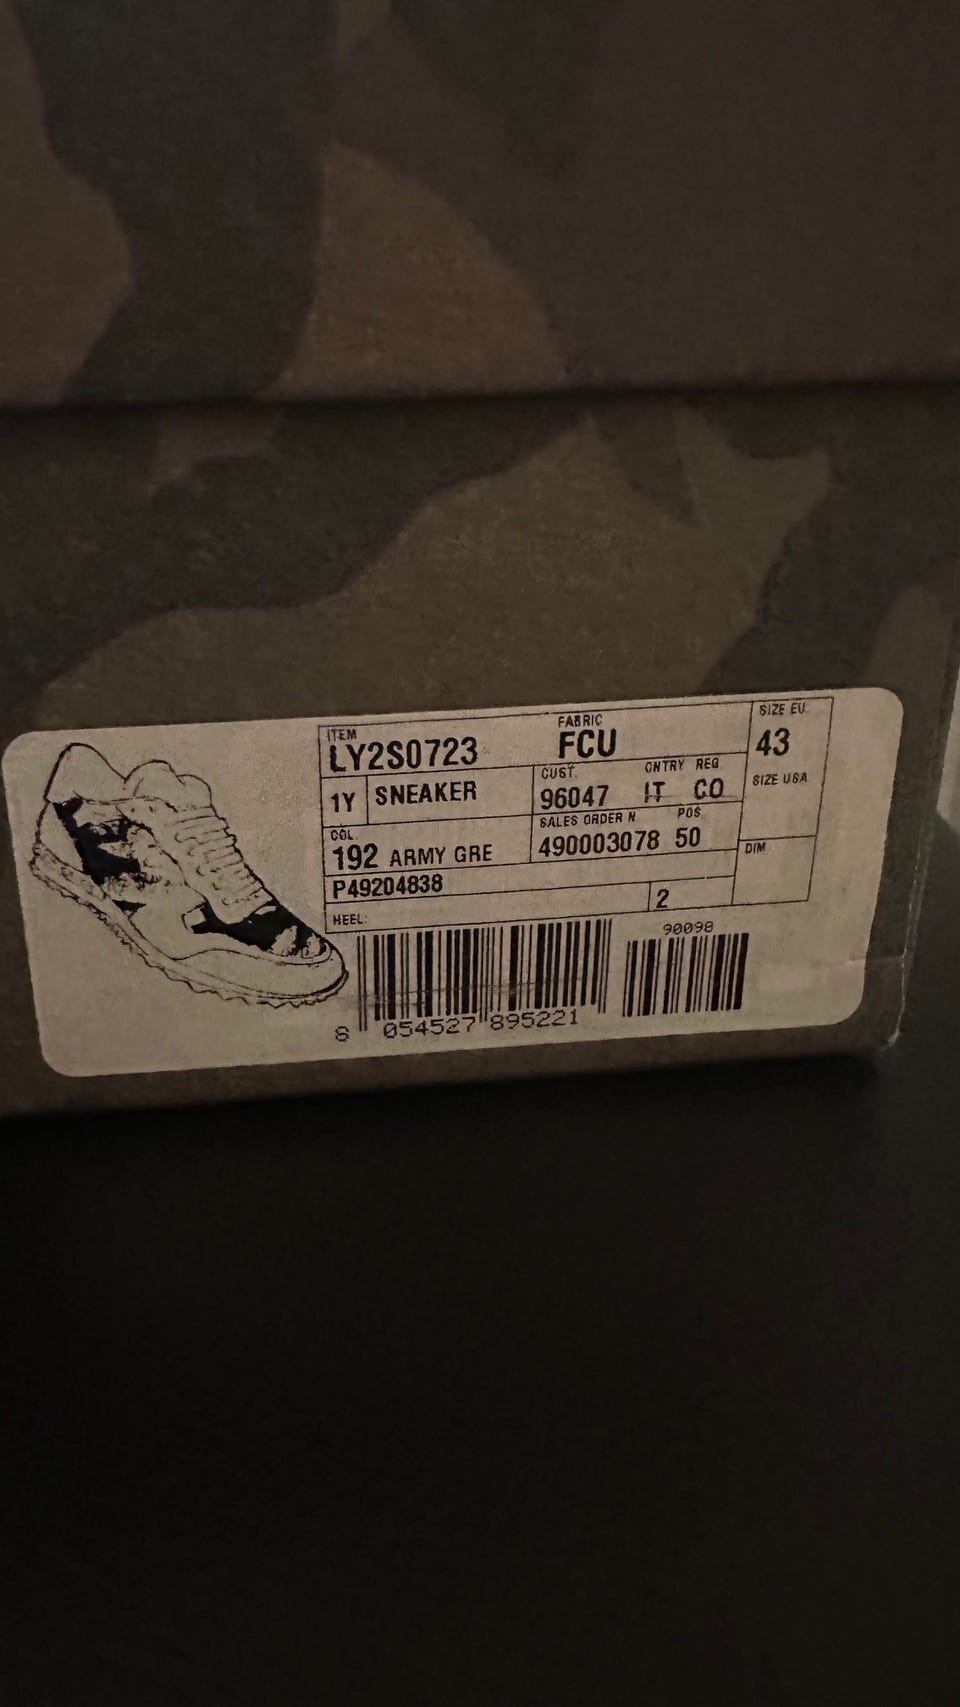 ITEM
LY2S0723
FABRIC
FCU
SIZE EU.
43
1Y SNEAKER
CUST.
96047
CNTRY
IT
REG
CO
SIZE USA
COL.
192 ARMY GRE
SALES ORDER N.
490003078
POS
50
DIM
P49204838
HEEL:
2
90098
8 054527 895221